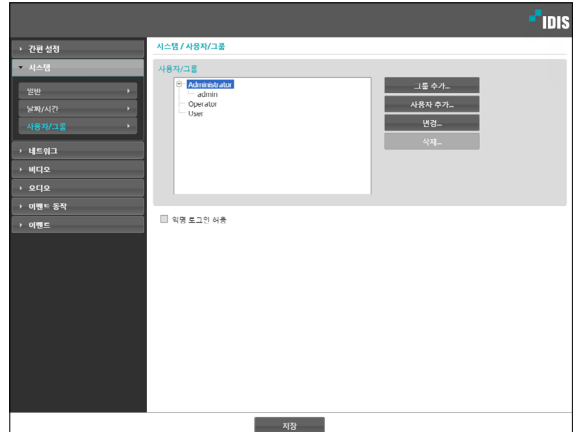 IDIS
간편 설정
시스템
일반
날짜/시간
사용자/그룹
네트워크
비디오
오디오
이벤트 동작
이벤트
시스템 / 사용자/그룹
사용자/그룹
Administrator
admin
Operator
User
그룹 추가...
사용자 추가...
변경...
삭제...
익명 로그인 허용
저장